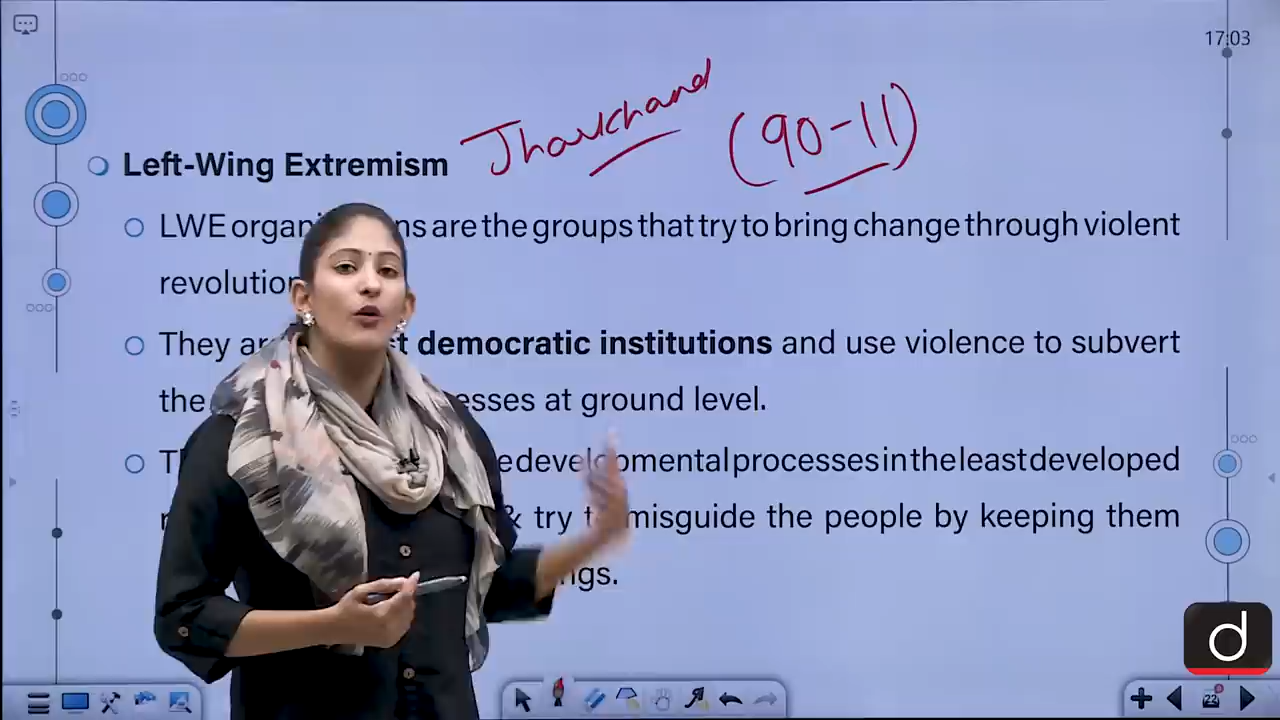 17:03
Jharkhand (90-11)
Left-Wing Extremism
LWE organi ns are the groups that try to bring change through violent
revolution
They ar t democratic institutions and use violence to subvert
the esses at ground level.
T e developmental processes in the least developed
& try t misguide the people by keeping them
ngs.
d
22